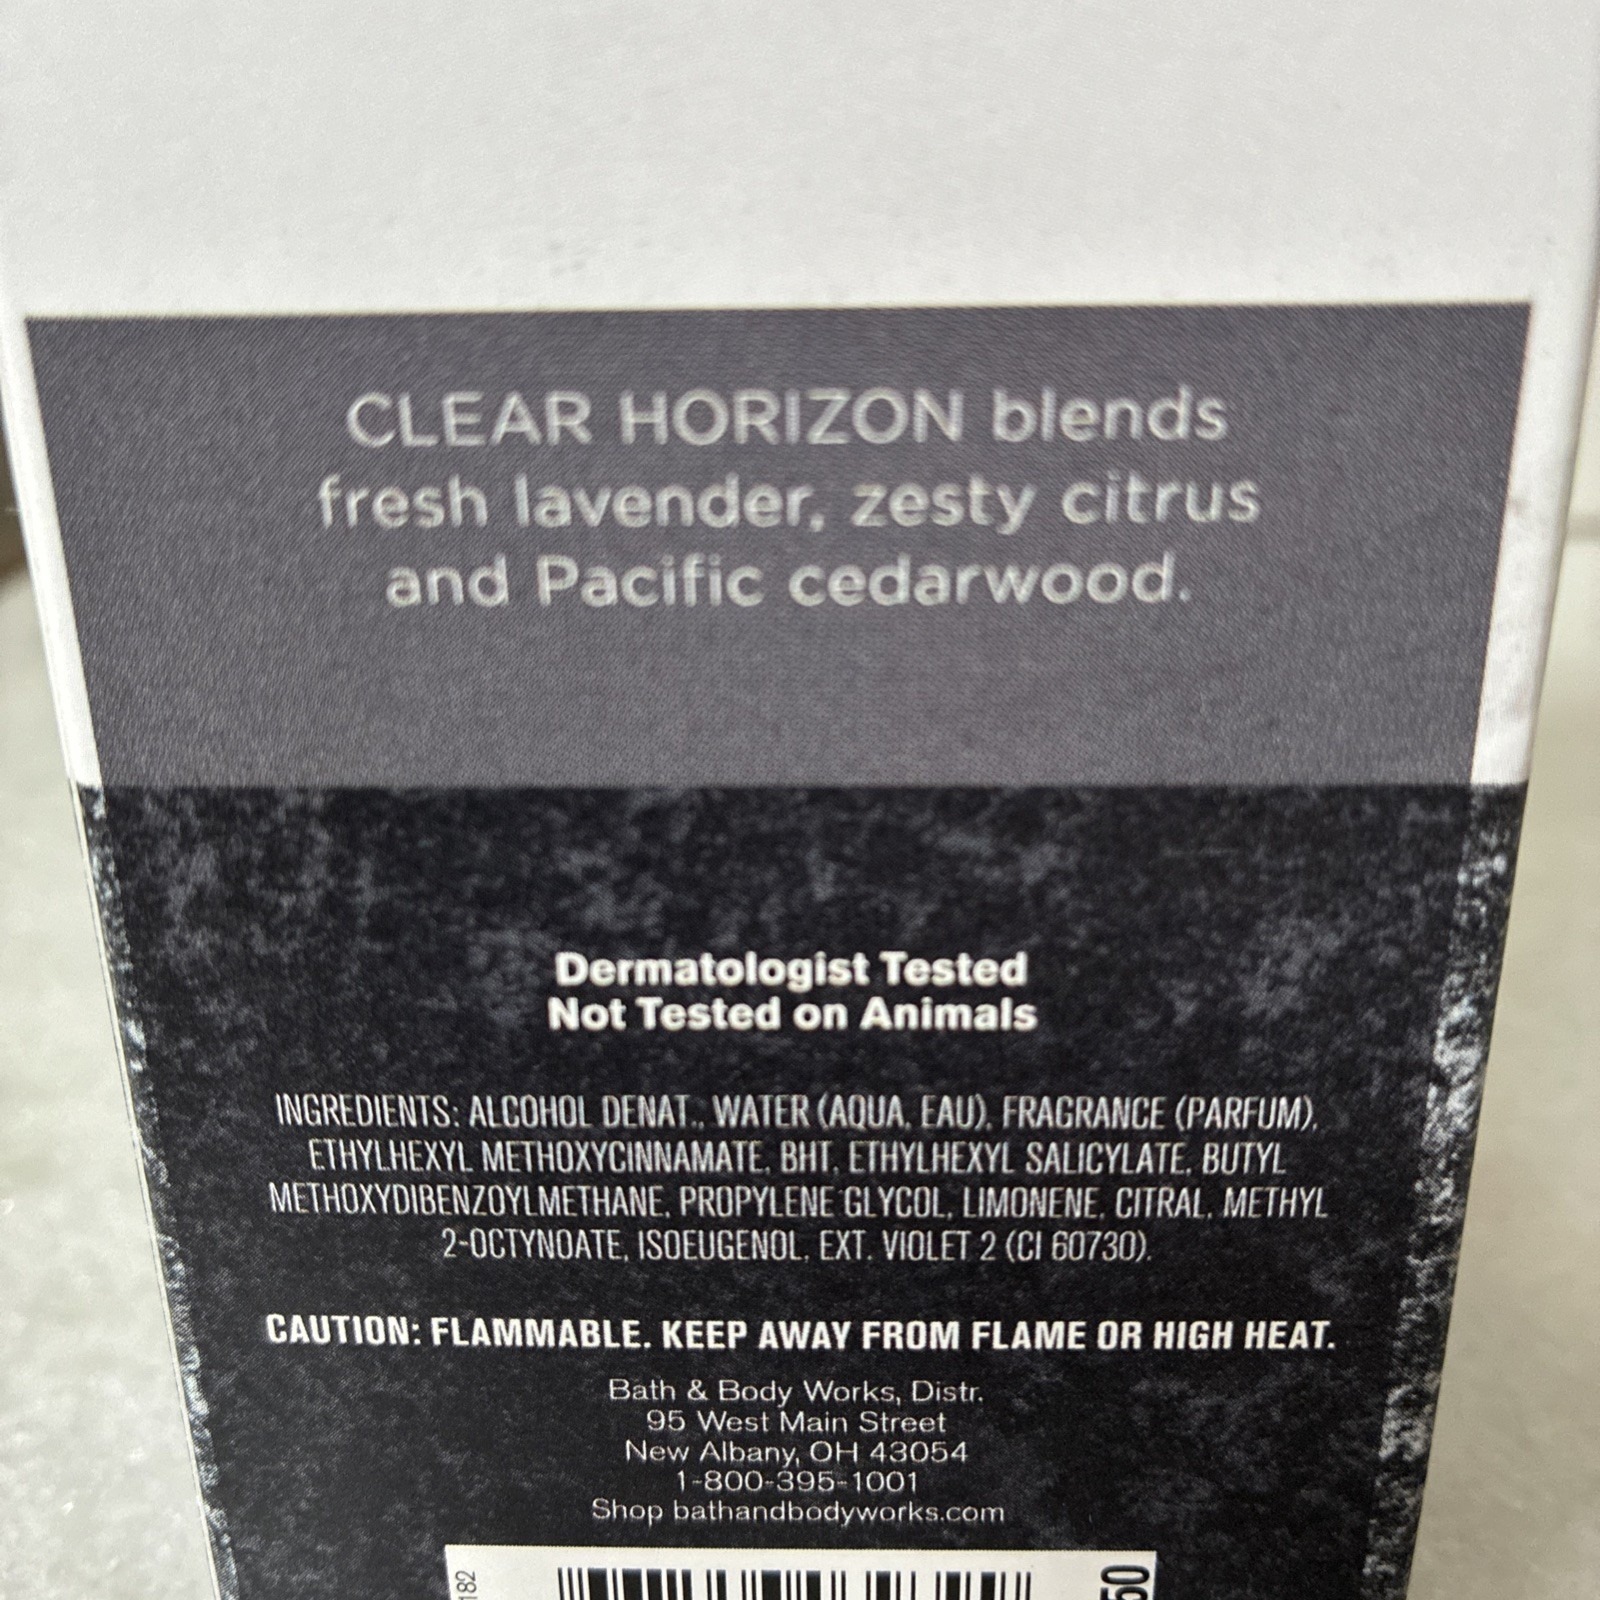 CLEAR HORIZON blends
fresh lavender, zesty citrus
and Pacific cedarwood.
Dermatologist Tested
Not Tested on Animals
INGREDIENTS: ALCOHOL DENAT., WATER (AQUA, EAU), FRAGRANCE (PARFUM),
ETHYLHEXYL METHOXYCINNAMATE, BHT, ETHYLHEXYL SALICYLATE, BUTYL
METHOXYDIBENZOYLMETHANE, PROPYLENE GLYCOL, LIMONENE, CITRAL, METHYL
2-OCTYNOATE, ISOEUGENOL, EXT. VIOLET 2 (CI 60730).
CAUTION: FLAMMABLE. KEEP AWAY FROM FLAME OR HIGH HEAT.
Bath & Body Works, Distr.
95 West Main Street
New Albany, OH 43054
1-800-395-1001
Shop bathandbodyworks.com
182
50